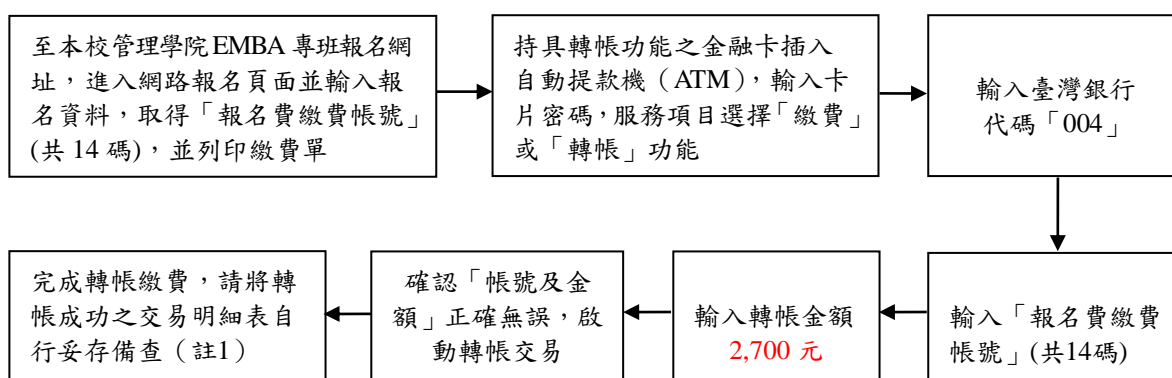 至本校管理學院EMBA 專班報名網
址，進入網路報名頁面並輸入報
名資料，取得「報名費繳費帳號」
(共 14 碼)，並列印繳費單
持具轉帳功能之金融卡插入
自動提款機（ATM），輸入卡
片密碼，服務項目選擇「繳費」
或「轉帳」功能
輸入臺灣銀行
代碼「004」
輸入「報名費繳費
帳號」(共14碼)
輸入轉帳金額
2,700 元
確認「帳號及金
額」正確無誤，啟
動轉帳交易
完成轉帳繳費，請將轉
帳成功之交易明細表自
行妥存備查（註1）